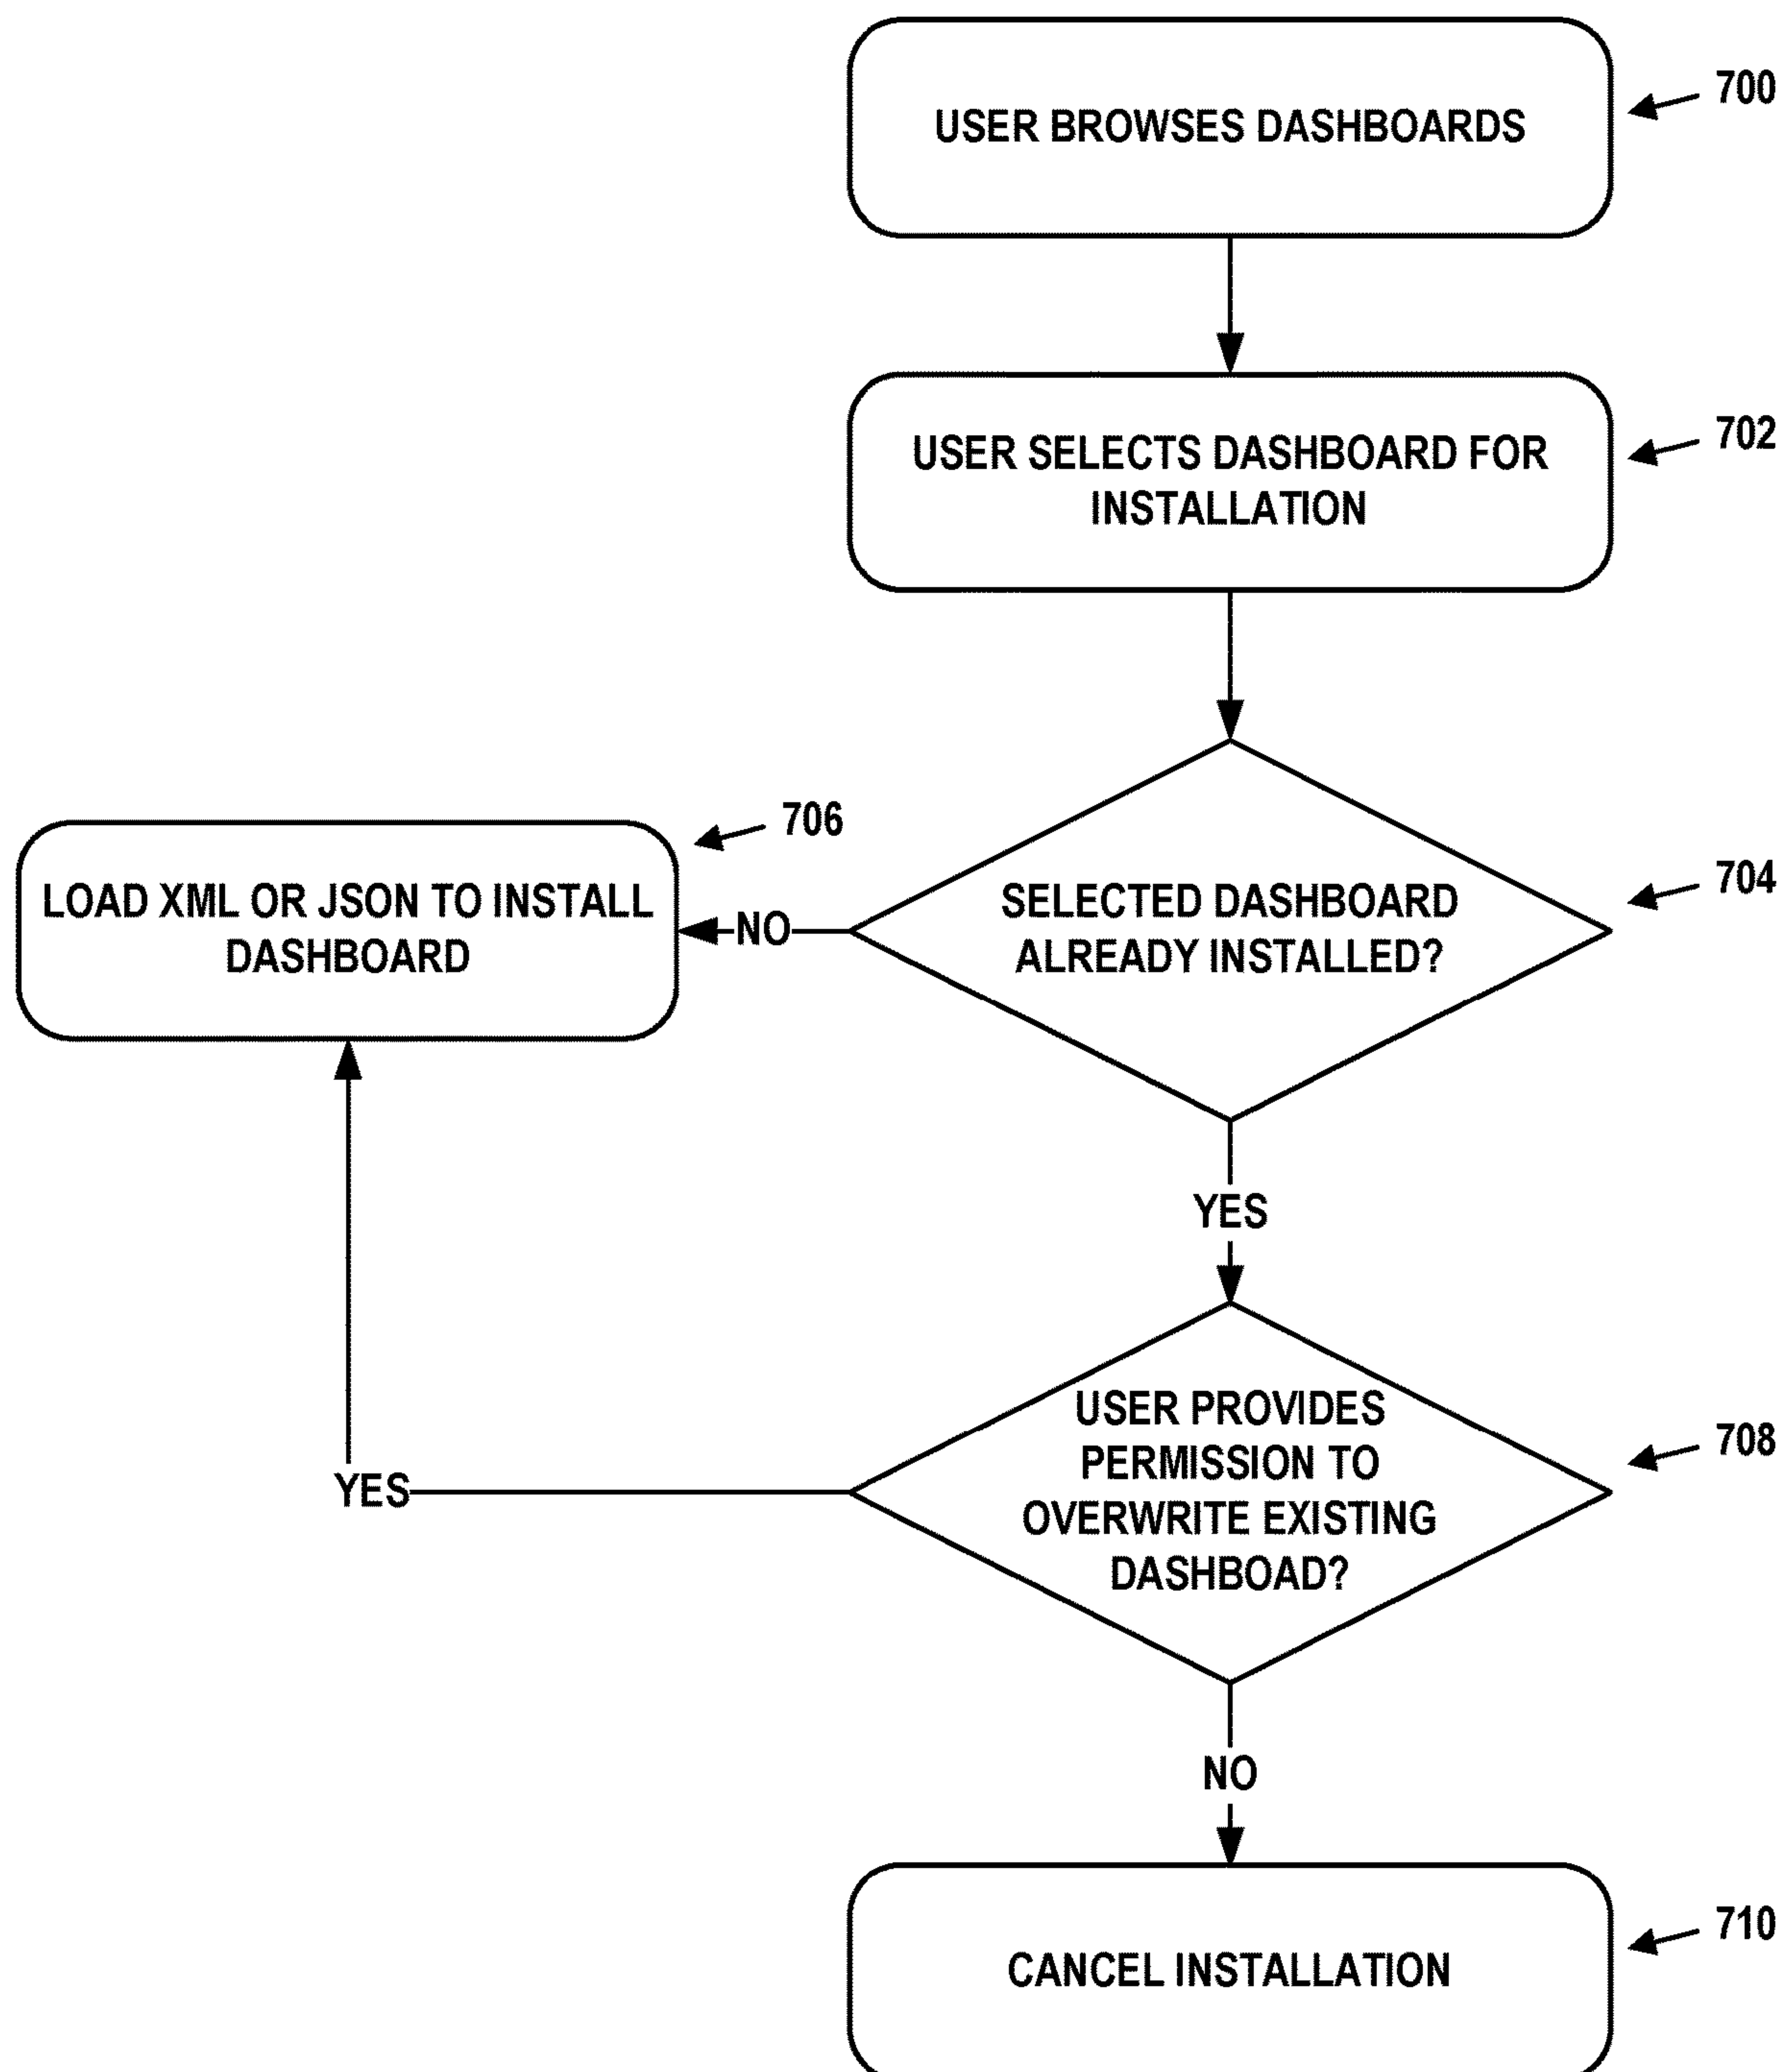 USER BROWSES DASHBOARDS
700
USER SELECTS DASHBOARD FOR
INSTALLATION
702
706
LOAD XML OR JSON TO INSTALL
DASHBOARD
NO
SELECTED DASHBOARD
ALREADY INSTALLED?
704
YES
USER PROVIDES
PERMISSION TO
OVERWRITE EXISTING
DASHBOAD?
708
YES
NO
CANCEL INSTALLATION
710